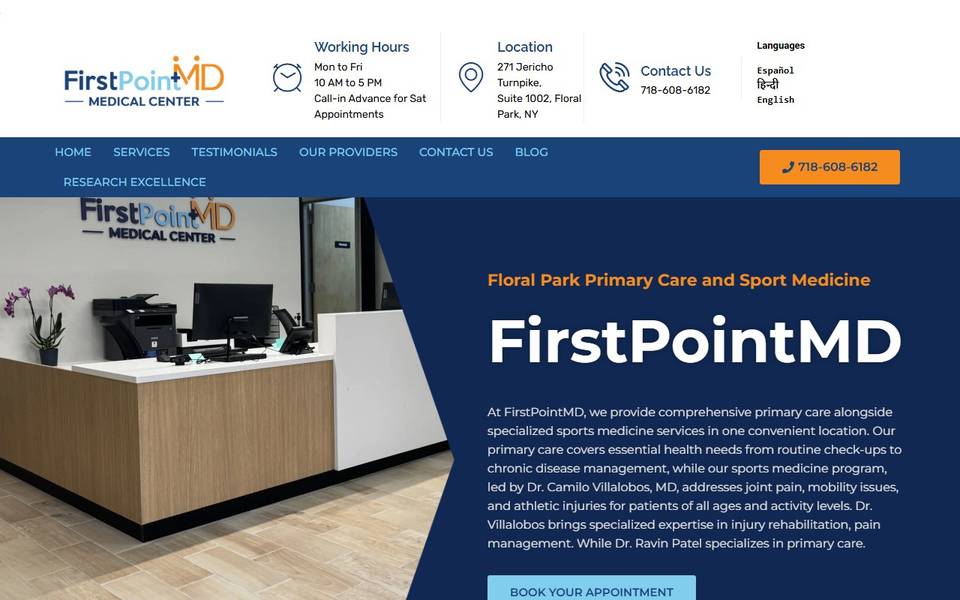 FirstPointMD
MEDICAL CENTER
Working Hours
Mon to Fri
10 AM to 5 PM
Call-in Advance for Sat
Appointments
Location
271 Jericho
Turnpike,
Suite 1002, Floral
Park, NY
Contact Us
718-608-6182
Languages
Español
हिन्दी
English
HOME SERVICES TESTIMONIALS OUR PROVIDERS CONTACT US BLOG
RESEARCH EXCELLENCE
718-608-6182
FirstPointMD
MEDICAL CENTER
Floral Park Primary Care and Sport Medicine
FirstPointMD
At FirstPointMD, we provide comprehensive primary care alongside
specialized sports medicine services in one convenient location. Our
primary care covers essential health needs from routine check-ups to
chronic disease management, while our sports medicine program,
led by Dr. Camilo Villalobos, MD, addresses joint pain, mobility issues,
and athletic injuries for patients of all ages and activity levels. Dr.
Villalobos brings specialized expertise in injury rehabilitation, pain
management. While Dr. Ravin Patel specializes in primary care.
BOOK YOUR APPOINTMENT